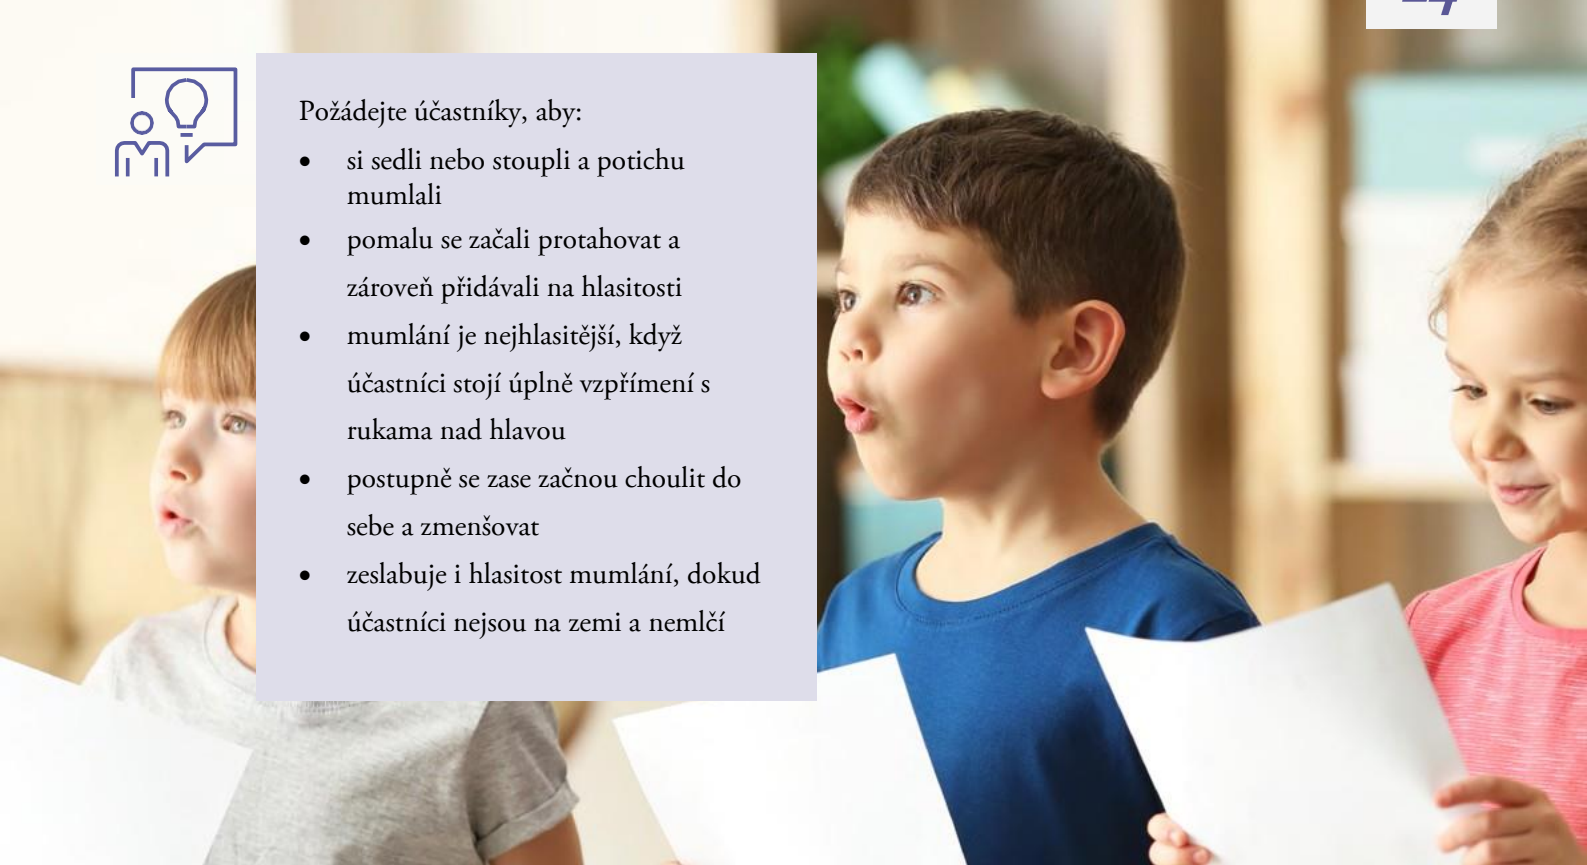 Požádejte účastníky, aby:
• si sedli nebo stoupli a potichu
mumlali
• pomalu se začali protahovat a
zároveň přidávali na hlasitosti
• mumlání je nejhlasitější, když
účastníci stojí úplně vzpřímení s
rukama nad hlavou
• postupně se zase začnou choulit do
sebe a zmenšovat
• zeslabuje i hlasitost mumlání, dokud
účastníci nejsou na zemi a nemlčí